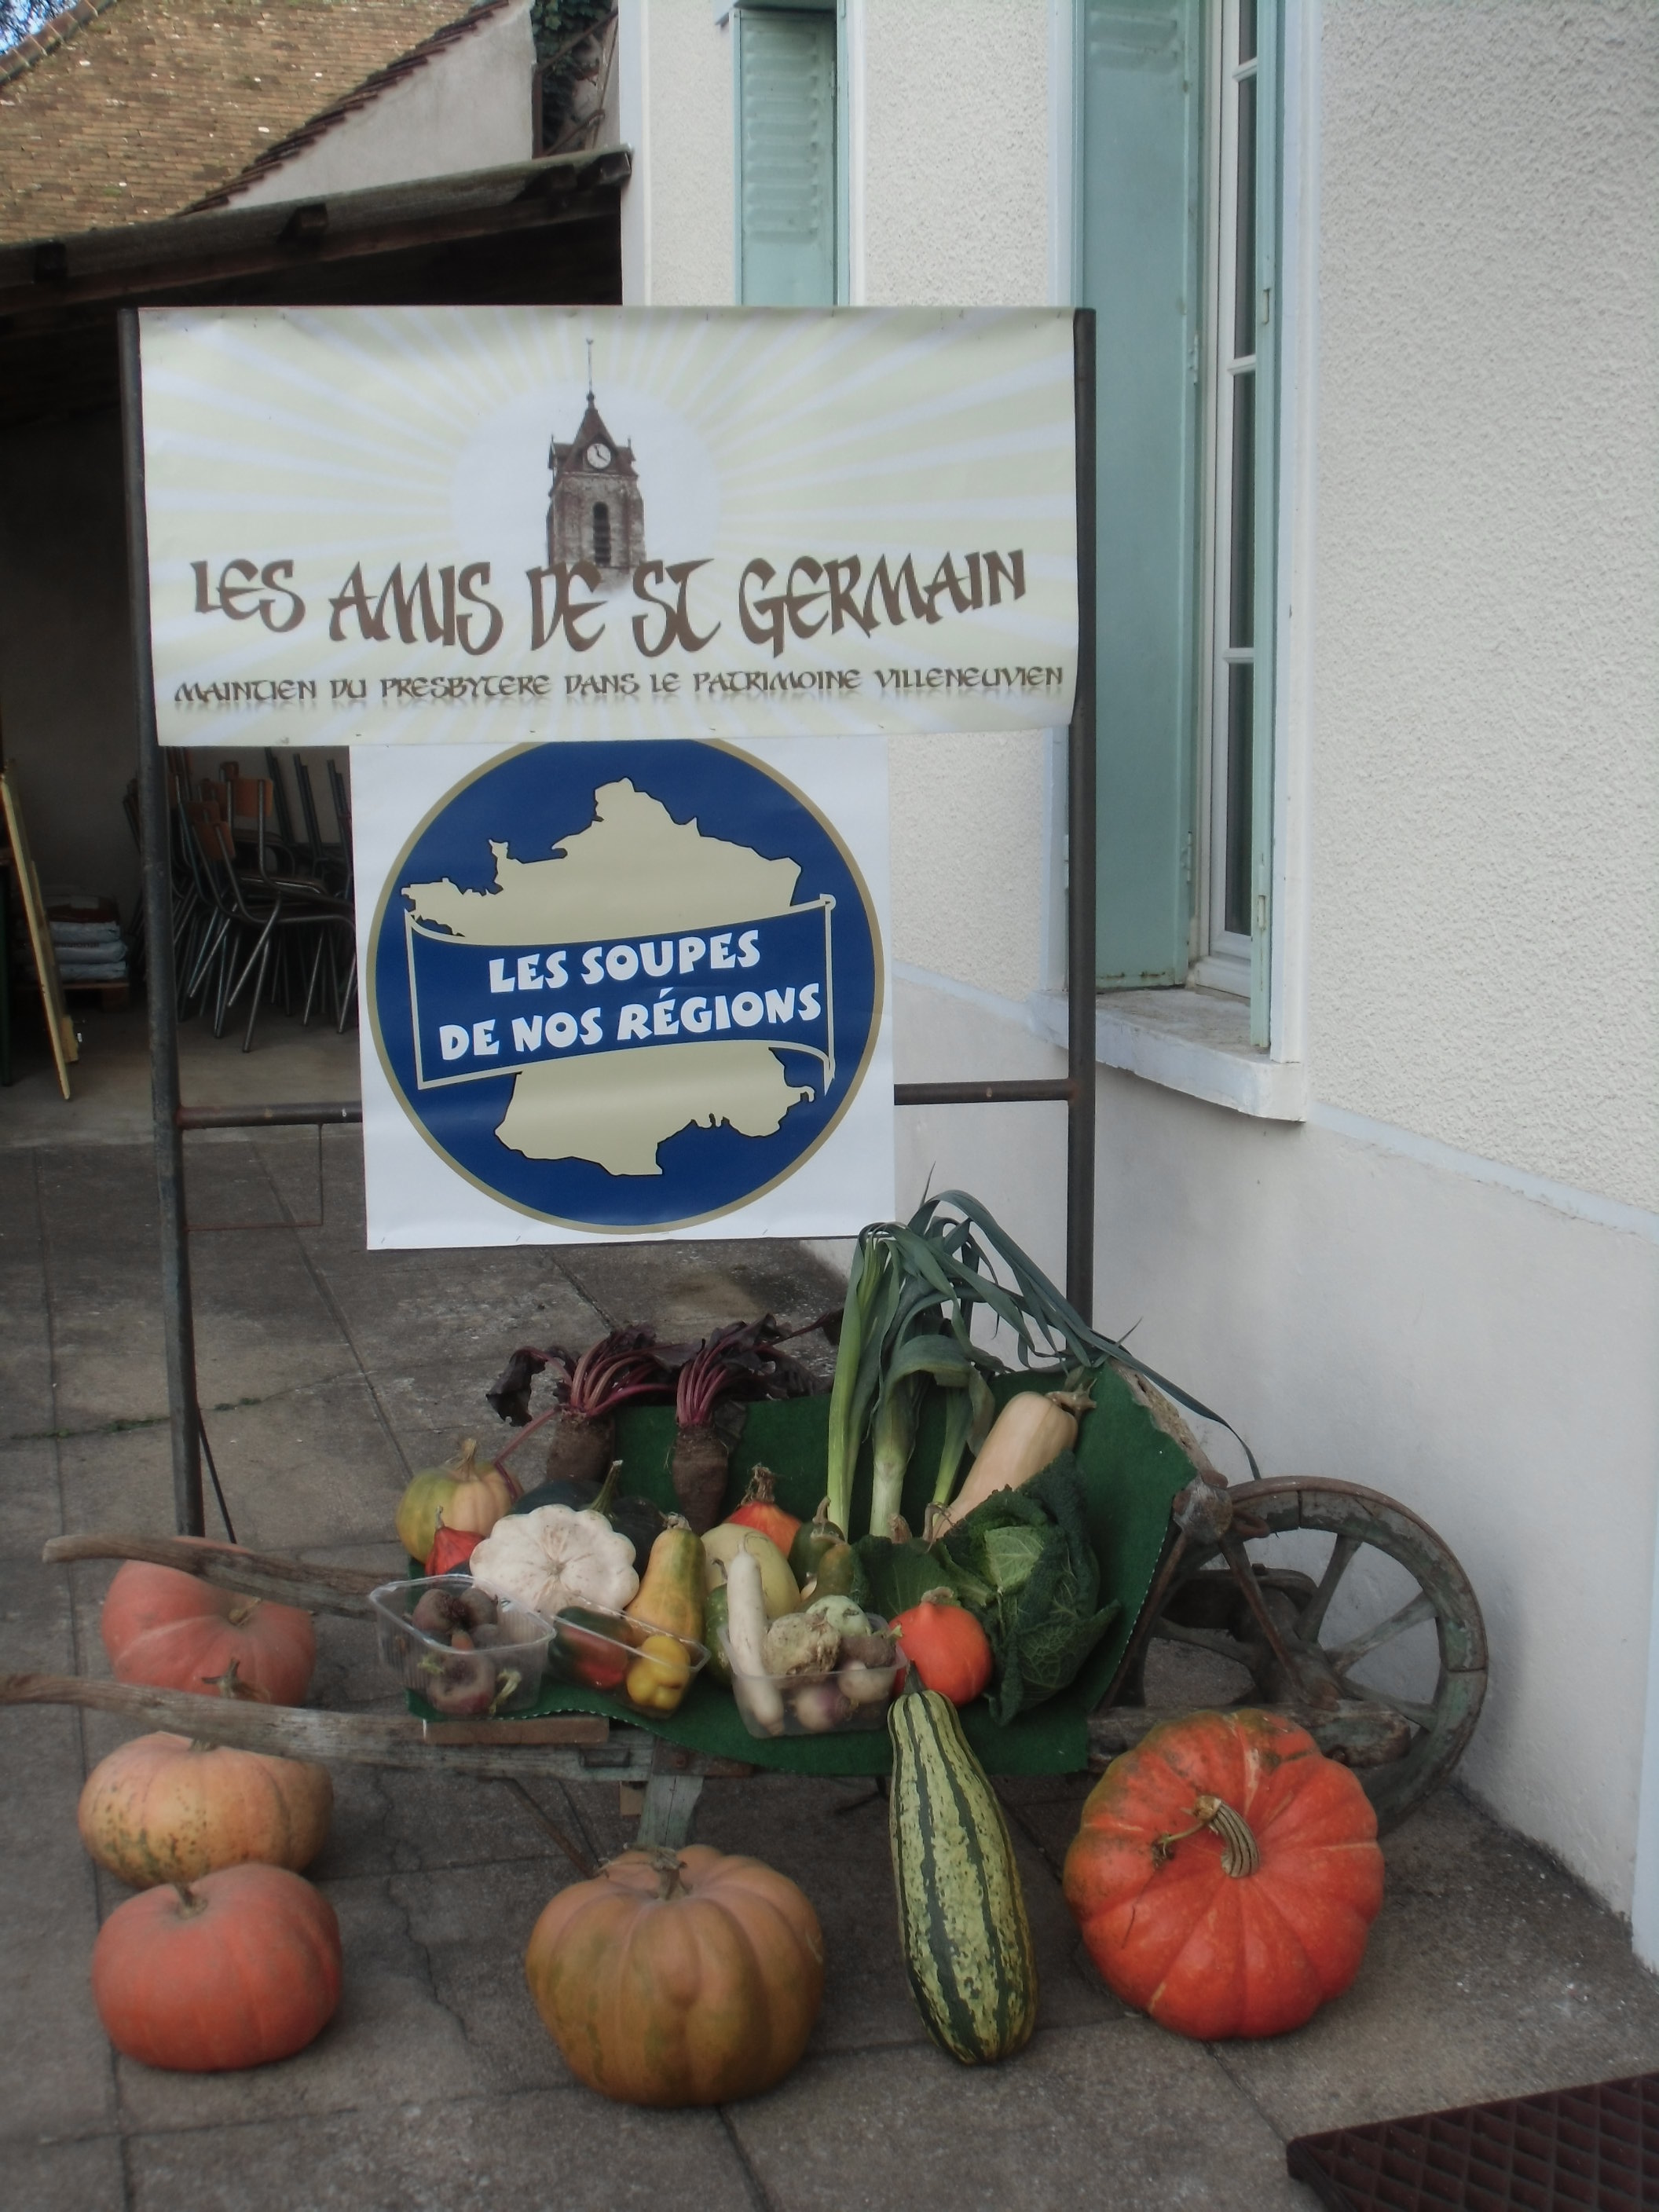 LES AMIS DE ST GERMAIN
MAINTIEN DU PRESBYTERE DANS LE PATRIMOINE VILLENEUVIEN
LES SOUPES
DE NOS RÉGIONS